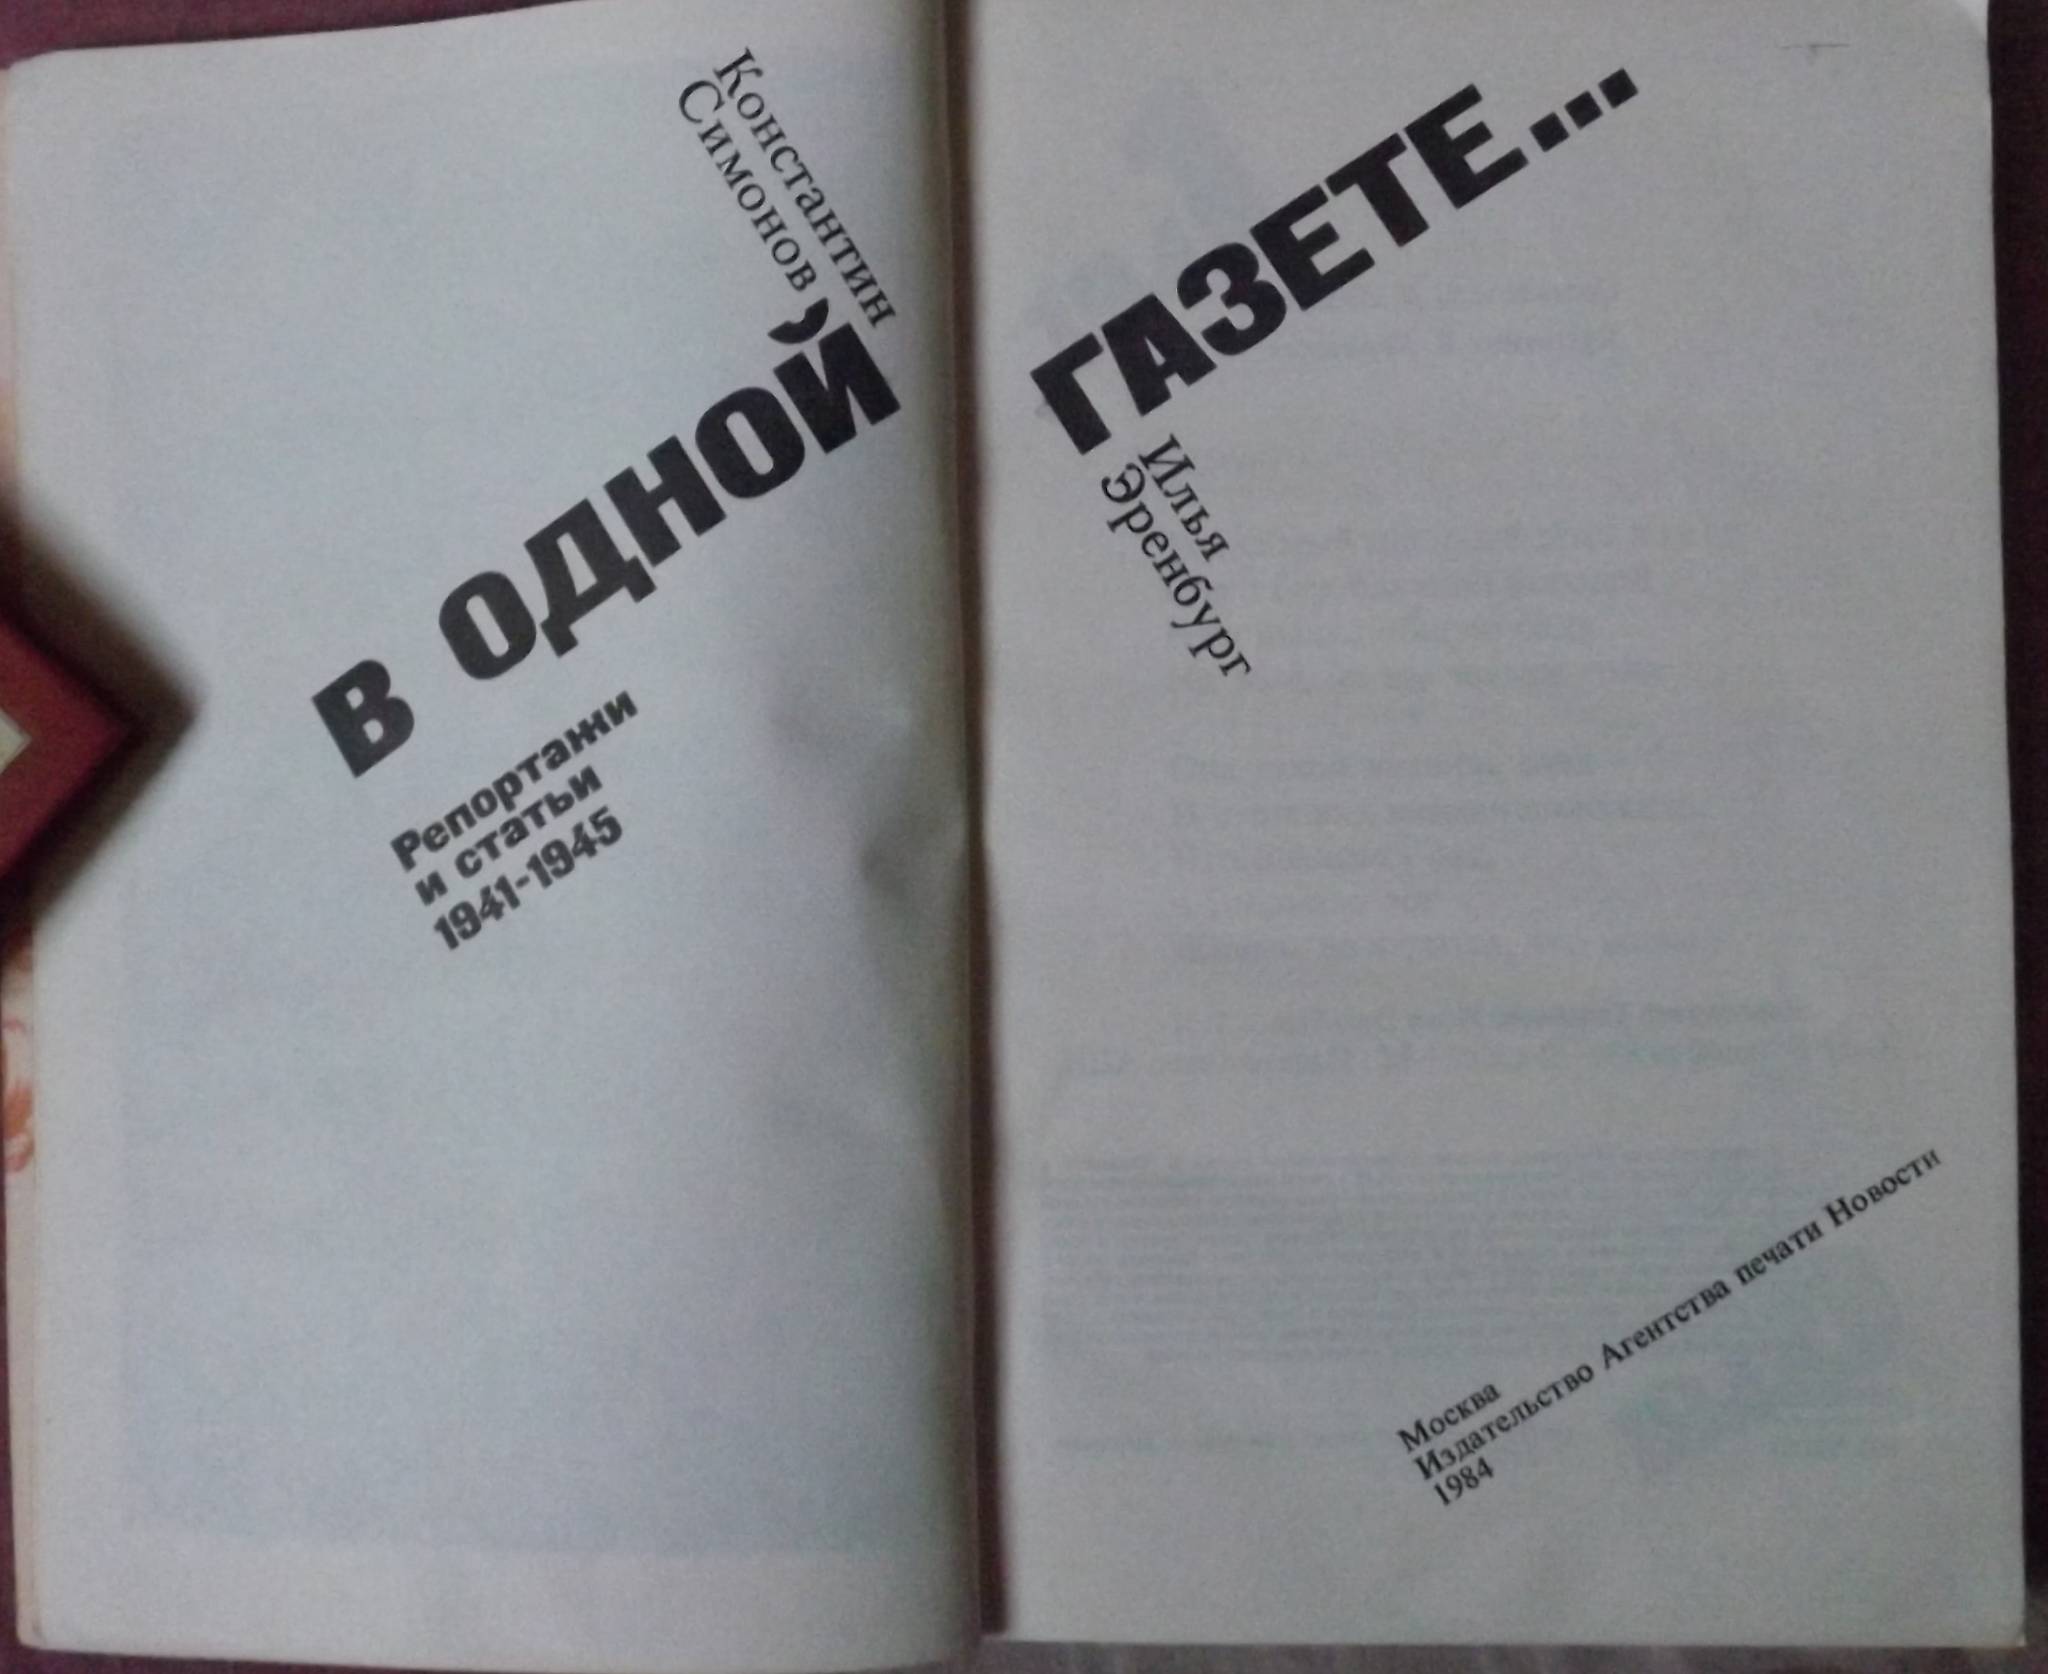 Константин
Симонов
В ОДНОЙ
ГАЗЕТЕ...
Илья
Эренбург
Репортажи
и статьи
1941-1945
Москва
Издательство Агентства печати Новости
1984